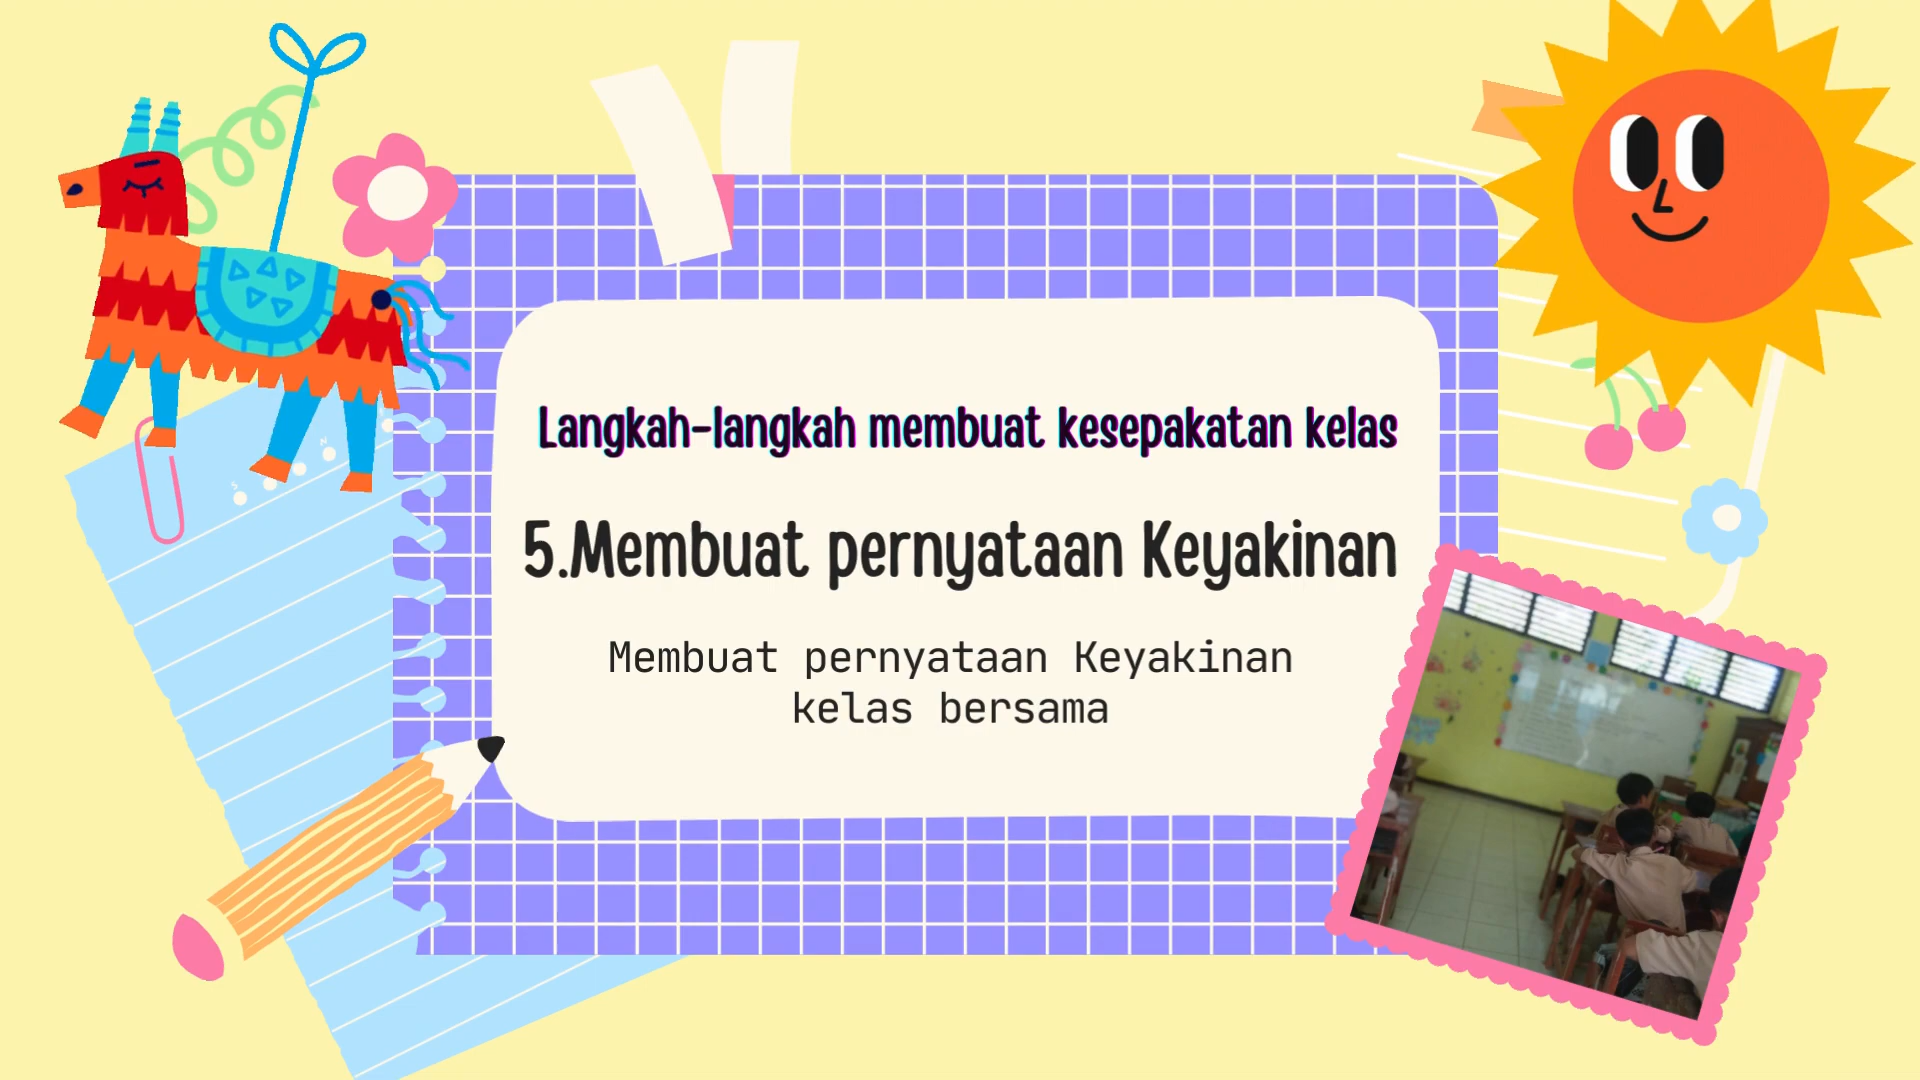 Langkah-langkah membuat kesepakatan kelas
5.Membuat pernyataan Keyakinan
Membuat pernyataan Keyakinan
kelas bersama